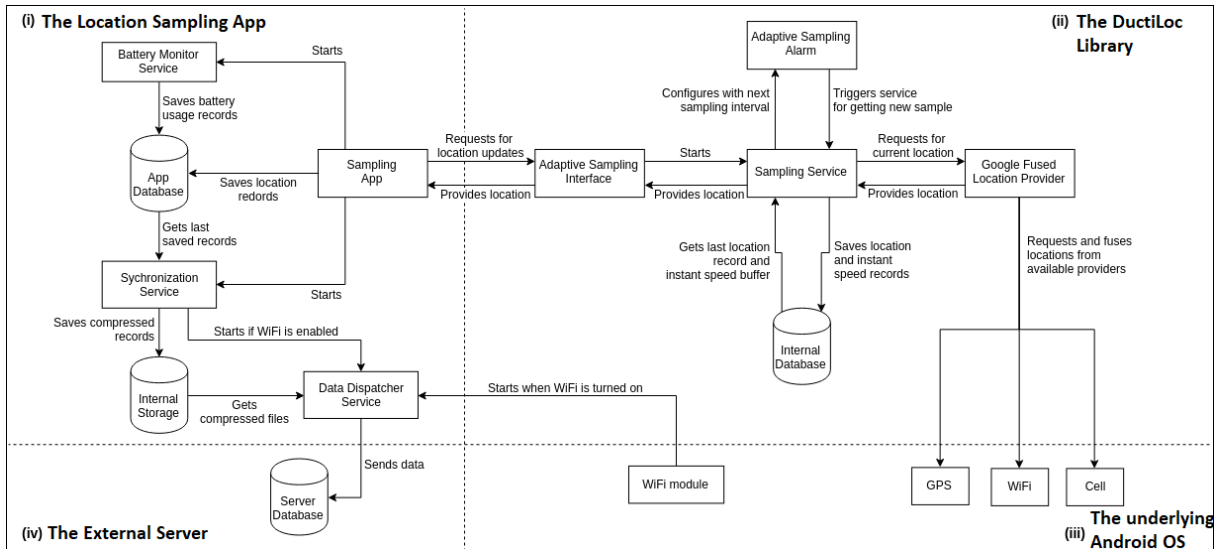 (i) The Location Sampling App
(ii) The DuctiLoc
Library
Battery Monitor
Service
Starts
Adaptive Sampling
Alarm
Saves battery
usage records
Configures with next
sampling interval
Triggers service
for getting new sample
App
Database
Saves location
redords
Sampling
App
Requests for
location updates
Provides location
Adaptive Sampling
Interface
Starts
Provides location
Sampling Service
Requests for
current location
Provides location
Google Fused
Location Provider
Gets last
saved records
Sychronization
Service
Starts
Gets last location
record and
instant speed buffer
Saves location
and instant
speed records
Requests and fuses
locations from
available providers
Saves compressed
records
Starts if WiFi is enabled
Internal
Database
Internal
Storage
Gets
compressed files
Data Dispatcher
Service
Starts when WiFi is turned on
Sends data
Server
Database
WiFi module
GPS
WiFi
Cell
(iv) The External Server
(iii) The underlying
Android OS